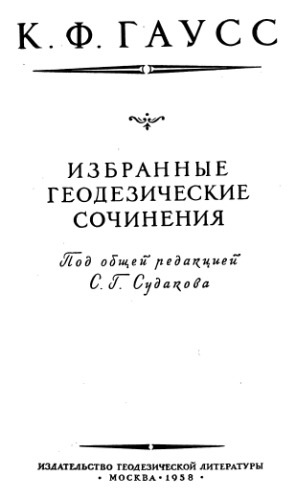 К. Ф. ГАУСС
ИЗБРАННЫЕ
ГЕОДЕЗИЧЕСКИЕ
СОЧИНЕНИЯ
Под общей редакцией
С. Г. Судакова
ИЗДАТЕЛЬСТВО ГЕОДЕЗИЧЕСКОЙ ЛИТЕРАТУРЫ
• МОСКВА • 1958 •